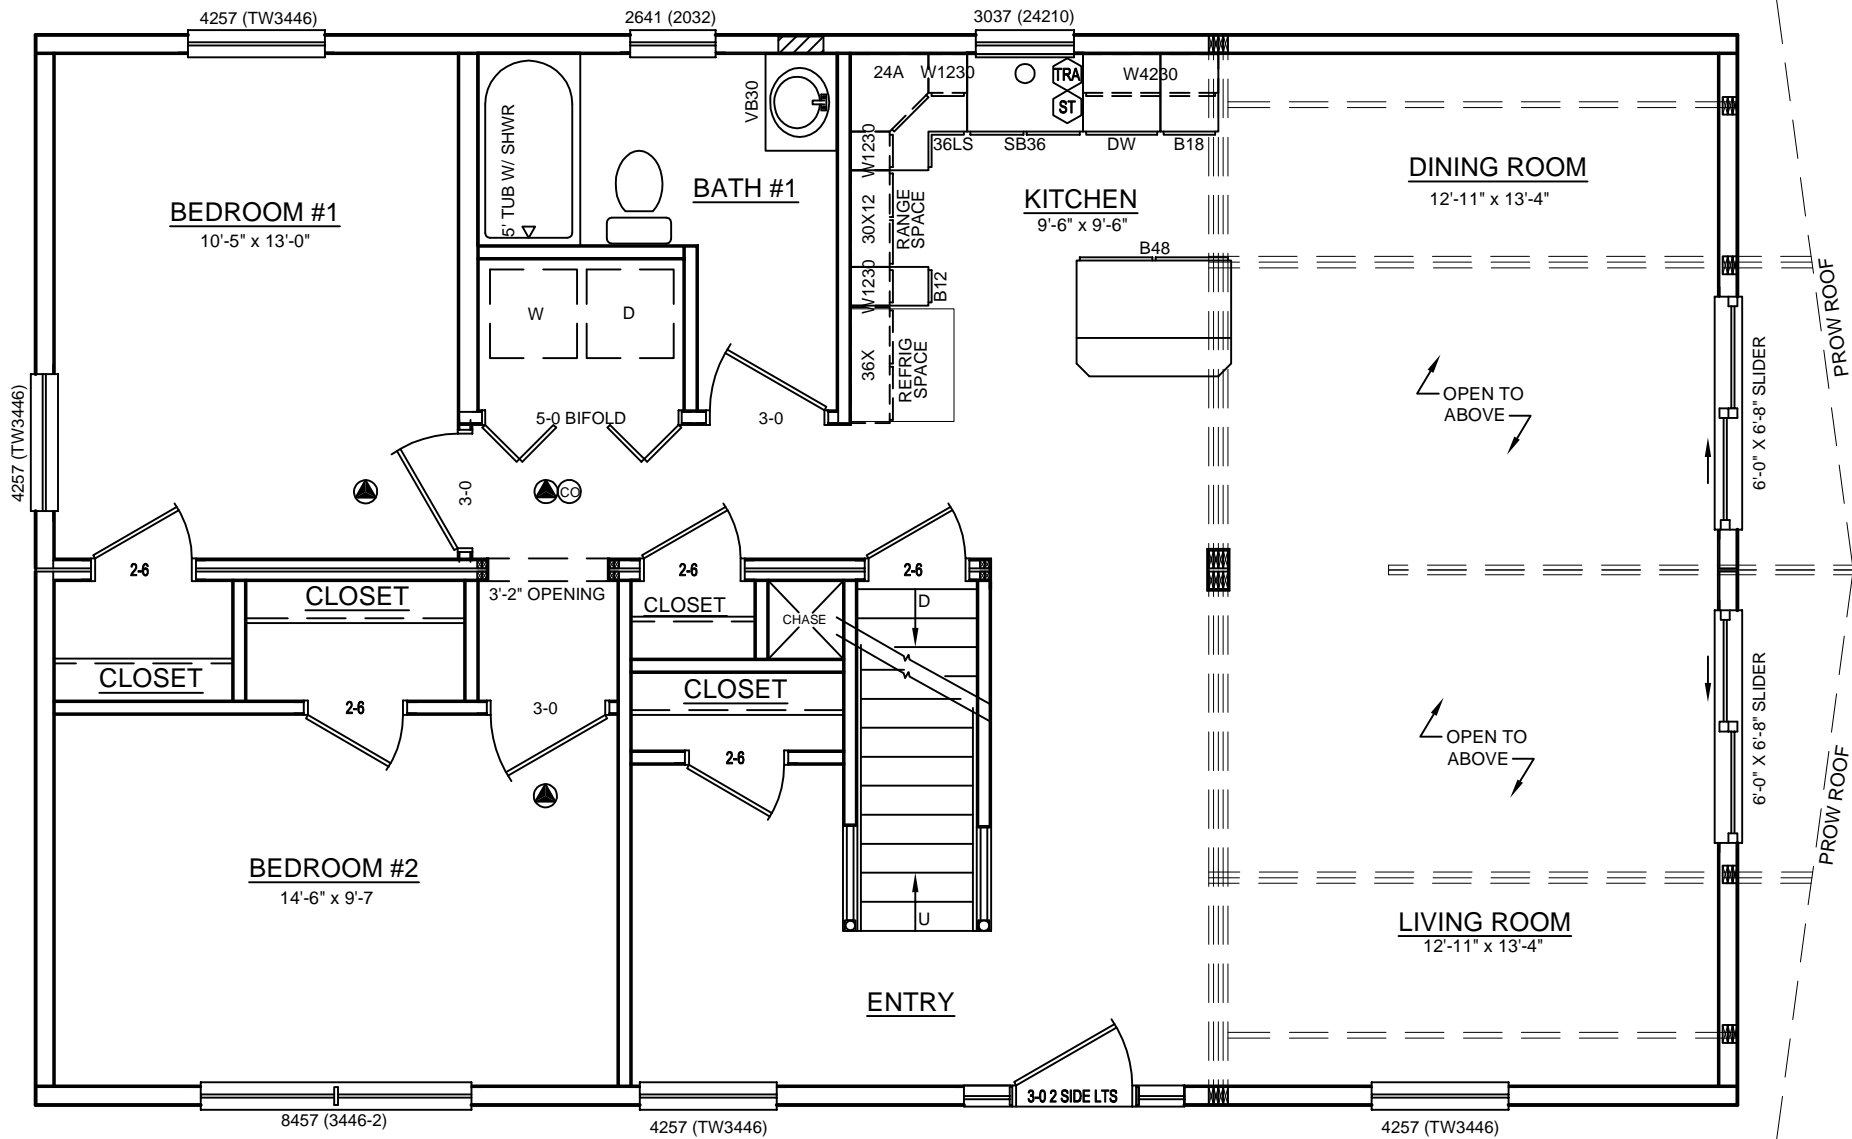 4257 (TW3446)
2641 (2032)
3037 (24210)
24A
W1230
TRA
ST
W4230
VB30
5' TUB W/ SHWR
36LS
SB36
DW
B18
W1230
BEDROOM #1
10'-5" x 13'-0"
BATH #1
30X12
RANGE
SPACE
KITCHEN
9'-6" x 9'-6"
DINING ROOM
12'-11" x 13'-4"
B48
W1230
B12
W
D
36X
REFRIG
SPACE
PROW ROOF
6'-0" X 6'-8" SLIDER
OPEN TO
ABOVE
4257 (TW3446)
5-0 BIFOLD
3-0
3-0
CO
2-6
2-6
2-6
CLOSET
3'-2" OPENING
CLOSET
CHASE
D
CLOSET
CLOSET
2-6
3-0
2-6
OPEN TO
ABOVE
6'-0" X 6'-8" SLIDER
PROW ROOF
BEDROOM #2
14'-6" x 9'-7
U
LIVING ROOM
12'-11" x 13'-4"
ENTRY
3-0 2 SIDE LTS
8457 (3446-2)
4257 (TW3446)
4257 (TW3446)